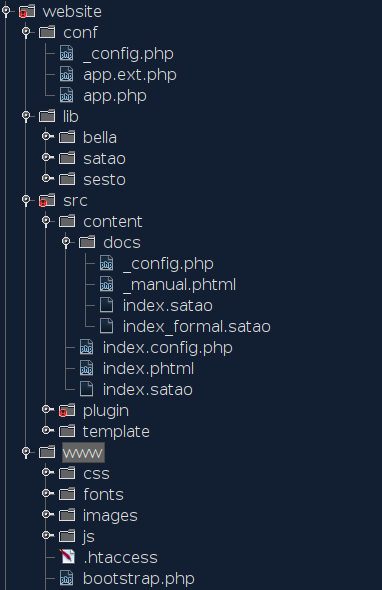 website
conf
_config.php
app.ext.php
app.php
lib
bella
satao
sesto
src
content
docs
_config.php
_manual.phtml
index.satao
index_formal.satao
index.config.php
index.phtml
index.satao
plugin
template
www
css
fonts
images
js
.htaccess
bootstrap.php